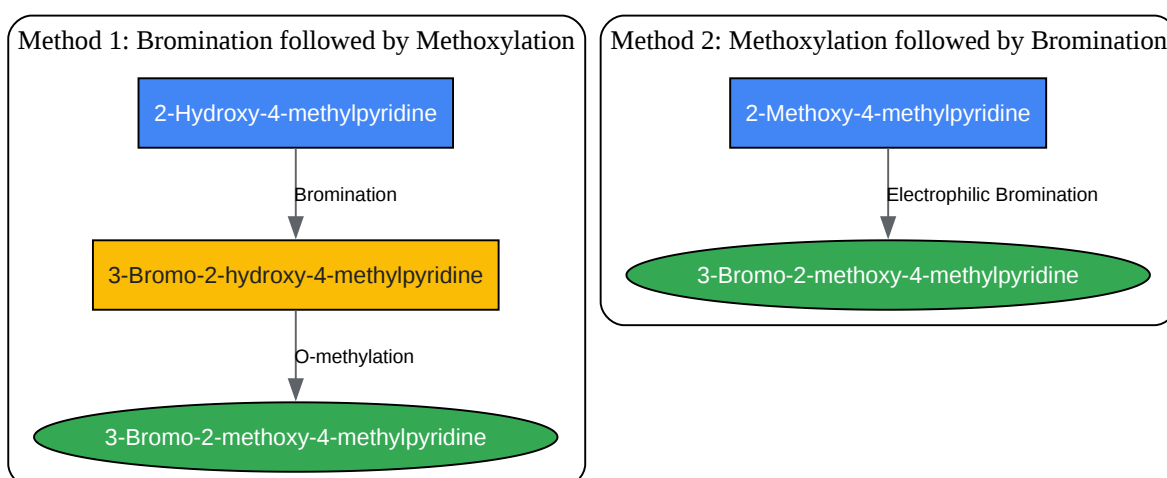 Method 1: Bromination followed by Methoxylation
2-Hydroxy-4-methylpyridine
Bromination
3-Bromo-2-hydroxy-4-methylpyridine
O-methylation
3-Bromo-2-methoxy-4-methylpyridine
Method 2: Methoxylation followed by Bromination
2-Methoxy-4-methylpyridine
Electrophilic Bromination
3-Bromo-2-methoxy-4-methylpyridine